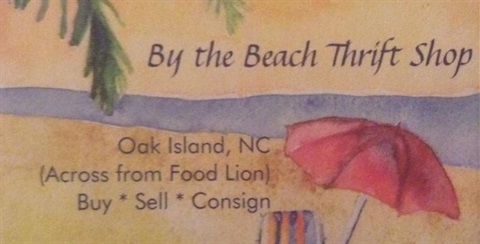 By the Beach Thrift Shop
Oak Island, NC
(Across from Food Lion)
Buy * Sell * Consign